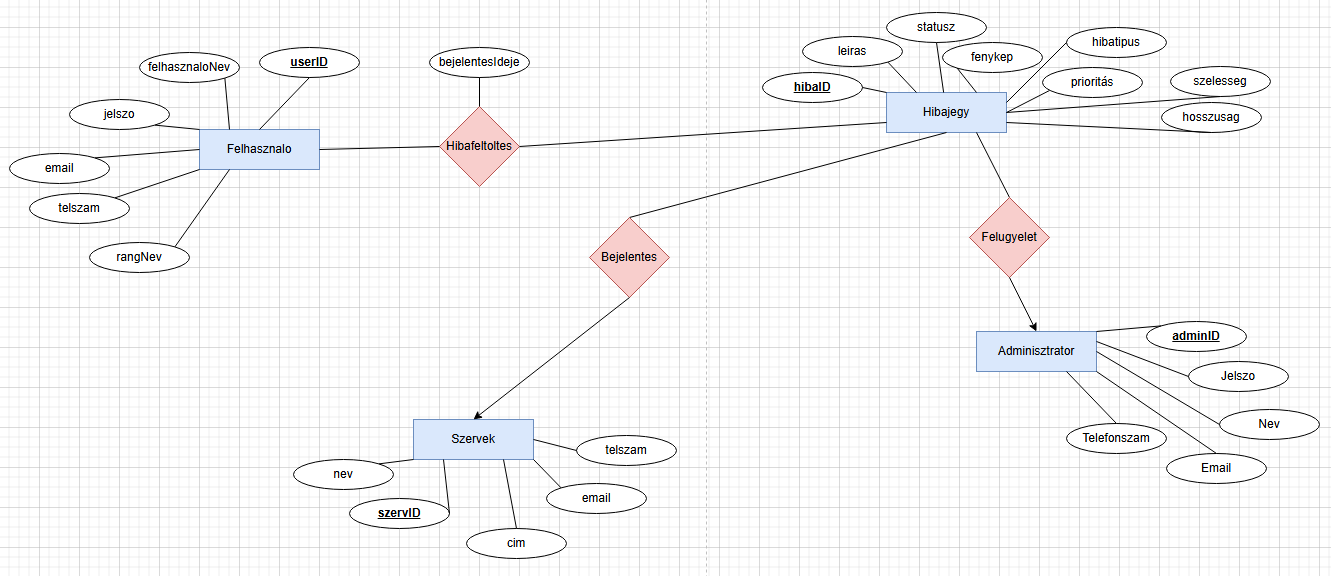 statusz
leiras
hibatipus
felhasznaloNev
userID
bejelentesIdeje
fenykep
hibaID
prioritás
szelesseg
jelszo
Hibajegy
hosszusag
Felhasznalo
Hibafeltoltes
email
telszam
rangNev
Bejelentes
Felugyelet
adminID
Adminisztrator
Jelszo
Nev
Telefonszam
Email
Szervek
telszam
nev
email
szervID
cim